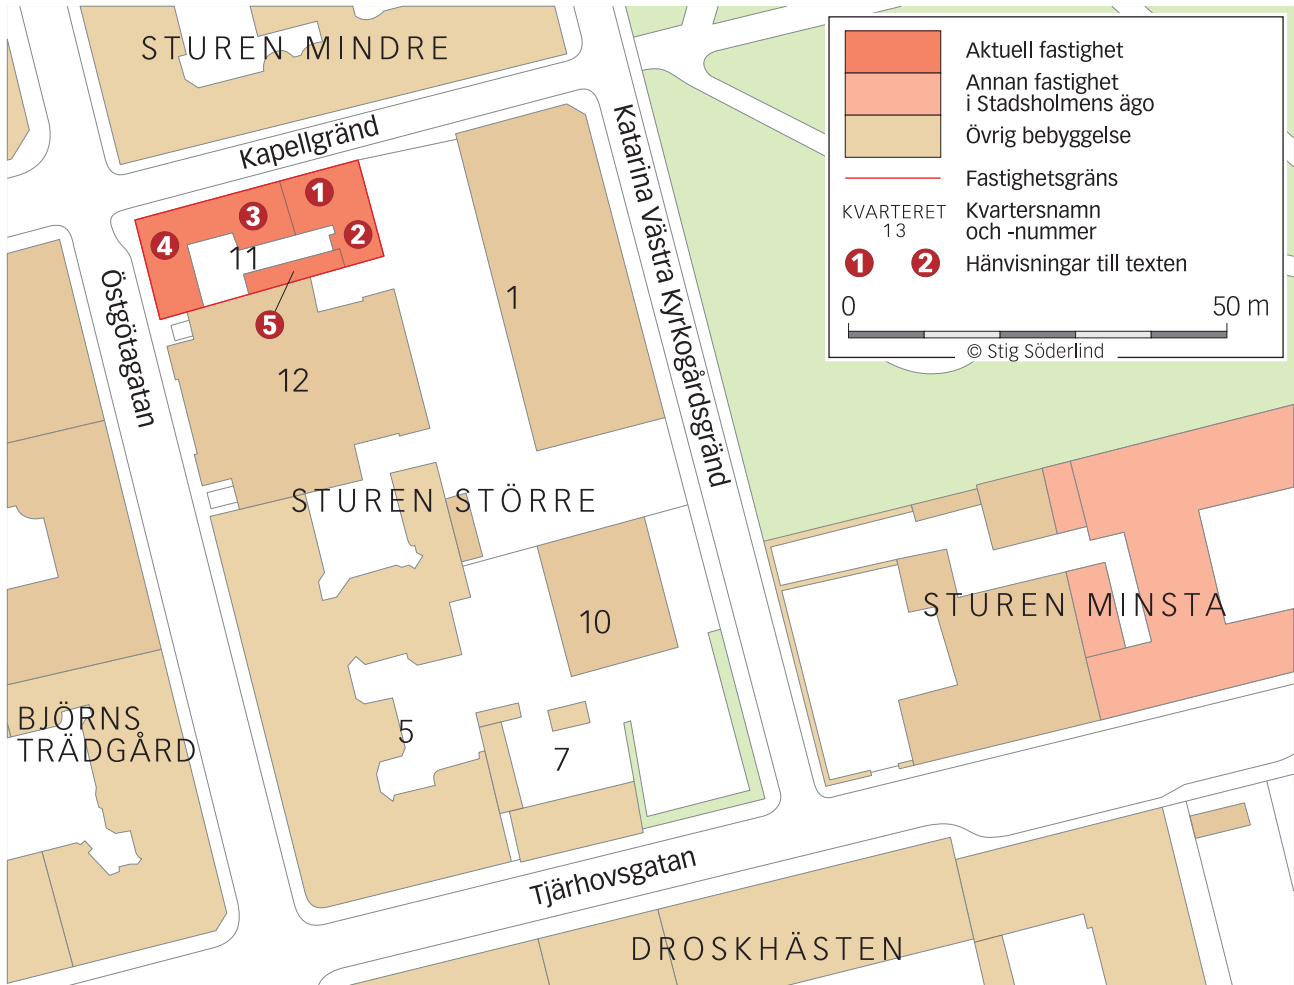 STUREN MINDRE
Kapellgränd
Katarina Västra Kyrkogårdsgränd
Östgötagatan
1
2
3
4
11
5
12
1
STUREN STÖRRE
10
5
7
BJÖRNS
TRÄDGÅRD
STUREN MINSTA
Tjärhovsgatan
DROSKHÄSTEN
Aktuell fastighet
Annan fastighet
i Stadsholmens ägo
Övrig bebyggelse
Fastighetsgräns
KVARTERET
13
Kvartersnamn
och -nummer
1 2 Hänvisningar till texten
0 50 m
© Stig Söderlind